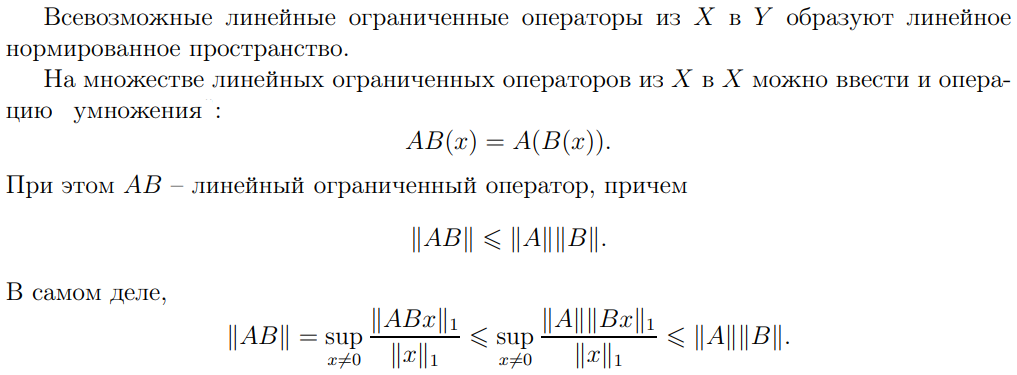 Всевозможные линейные ограниченные операторы из X в Y образуют линейное
нормированное пространство.
На множестве линейных ограниченных операторов из X в X можно ввести и опера-
цию умножения :
AB(x) = A(B(x)).
При этом AB – линейный ограниченный оператор, причем
‖AB‖ ⩽ ‖A‖‖B‖.
В самом деле,
‖AB‖ = sup_{x≠0} ‖ABx‖₁ / ‖x‖₁ ⩽ sup_{x≠0} ‖A‖‖Bx‖₁ / ‖x‖₁ ⩽ ‖A‖‖B‖.